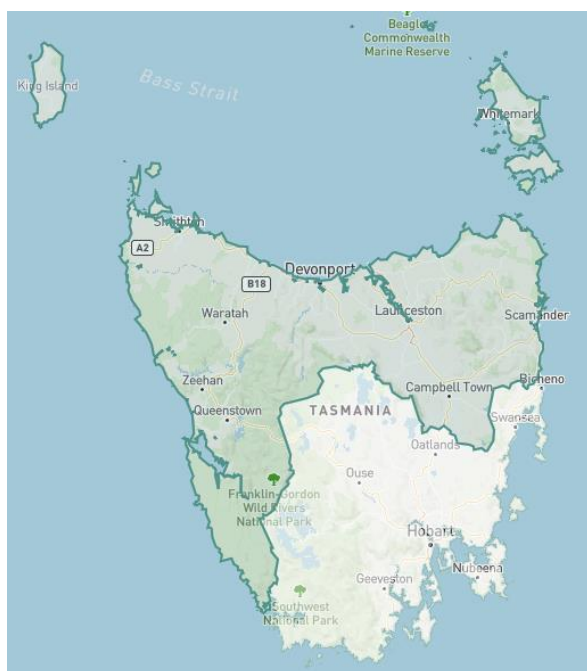 Beagle
Commonwealth
Marine Reserve
King Island
Bass Strait
Whitemark
Smithton
A2
B18
Devonport
Waratah
Launceston
Scamander
Zeehan
Campbell Town
Bicheno
Queenstown
TASMANIA
Swansea
Oatlands
Ouse
Franklin-Gordon
Wild Rivers
National Park
Hobart
Geeveston
Nubeena
Southwest
National Park